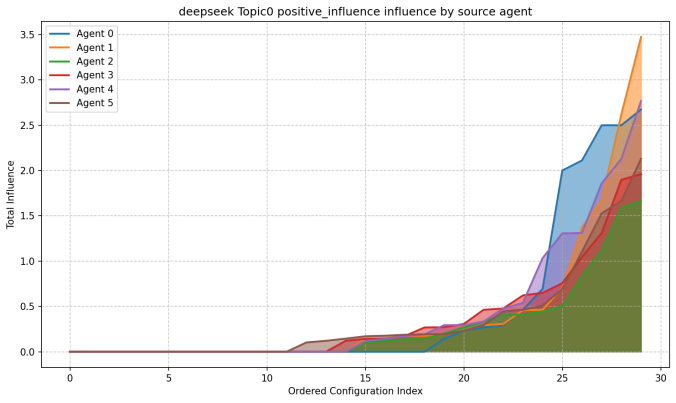 deepseek Topic0 positive_influence influence by source agent
Total Influence
3.5
3.0
2.5
2.0
1.5
1.0
0.5
0.0
Agent 0
Agent 1
Agent 2
Agent 3
Agent 4
Agent 5
0 5 10 15 20 25 30
Ordered Configuration Index